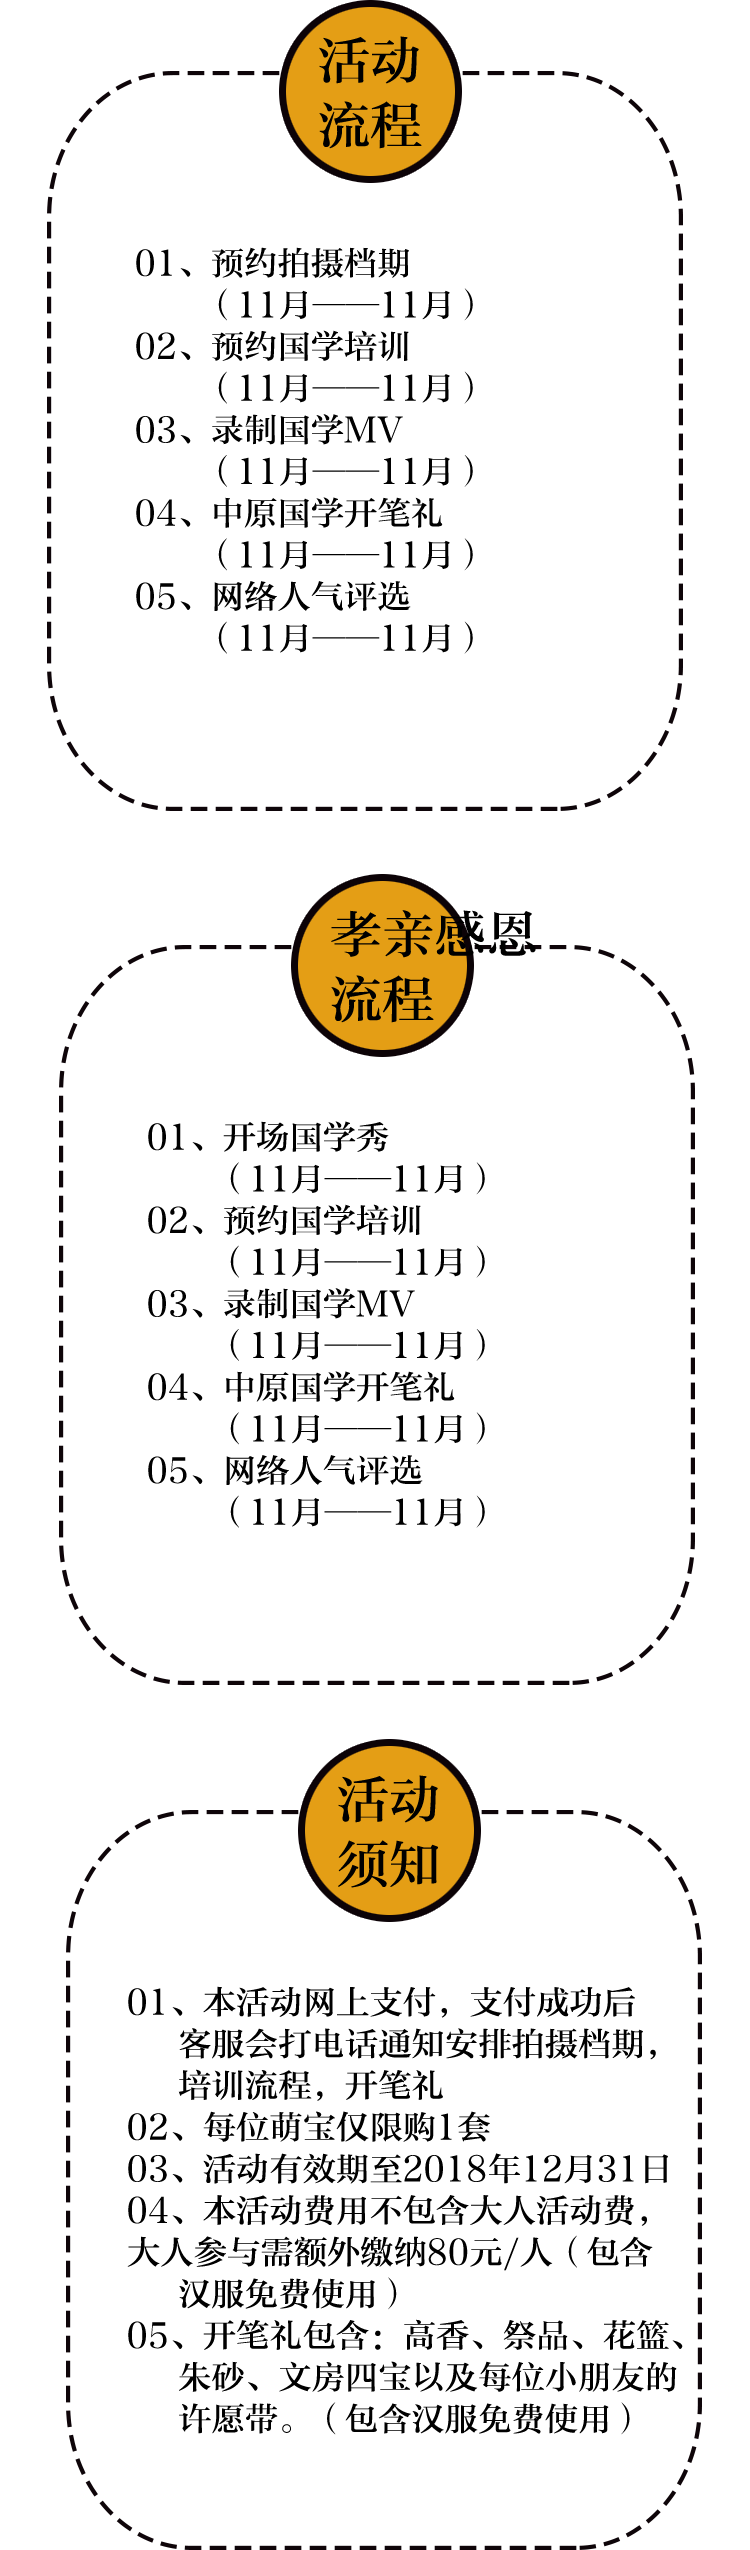 活动
流程
01、预约拍摄档期
（11月——11月）
02、预约国学培训
（11月——11月）
03、录制国学MV
（11月——11月）
04、中原国学开笔礼
（11月——11月）
05、网络人气评选
（11月——11月）
孝亲感恩
流程
01、开场国学秀
（11月——11月）
02、预约国学培训
（11月——11月）
03、录制国学MV
（11月——11月）
04、中原国学开笔礼
（11月——11月）
05、网络人气评选
（11月——11月）
活动
须知
01、本活动网上支付，支付成功后
客服会打电话通知安排拍摄档期，
培训流程，开笔礼
02、每位萌宝仅限购1套
03、活动有效期至2018年12月31日
04、本活动费用不包含大人活动费，
大人参与需额外缴纳80元/人（包含
汉服免费使用）
05、开笔礼包含：高香、祭品、花篮、
朱砂、文房四宝以及每位小朋友的
许愿带。（包含汉服免费使用）